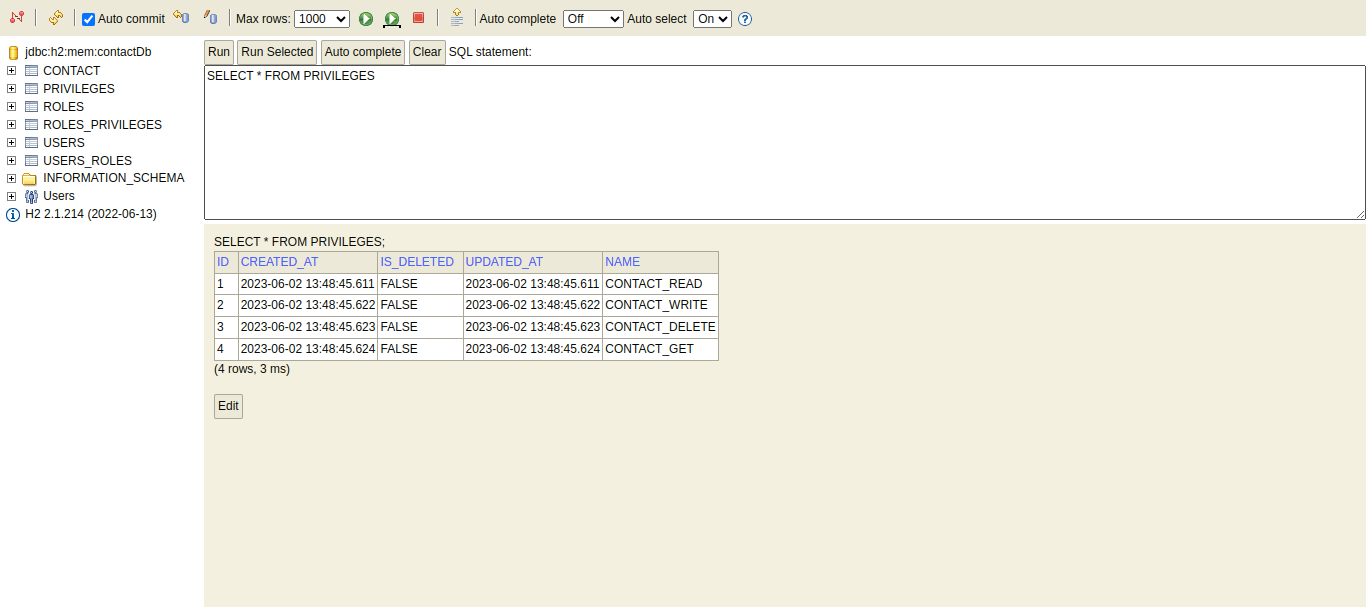 Auto commit Max rows: 1000 Auto complete Off Auto select On ?
jdbc:h2:mem:contactDb
CONTACT
PRIVILEGES
ROLES
ROLES_PRIVILEGES
USERS
USERS_ROLES
INFORMATION_SCHEMA
Users
H2 2.1.214 (2022-06-13)
Run Run Selected Auto complete Clear SQL statement:
SELECT * FROM PRIVILEGES
SELECT * FROM PRIVILEGES;
ID CREATED_AT IS_DELETED UPDATED_AT NAME
1 2023-06-02 13:48:45.611 FALSE 2023-06-02 13:48:45.611 CONTACT_READ
2 2023-06-02 13:48:45.622 FALSE 2023-06-02 13:48:45.622 CONTACT_WRITE
3 2023-06-02 13:48:45.623 FALSE 2023-06-02 13:48:45.623 CONTACT_DELETE
4 2023-06-02 13:48:45.624 FALSE 2023-06-02 13:48:45.624 CONTACT_GET
(4 rows, 3 ms)
Edit